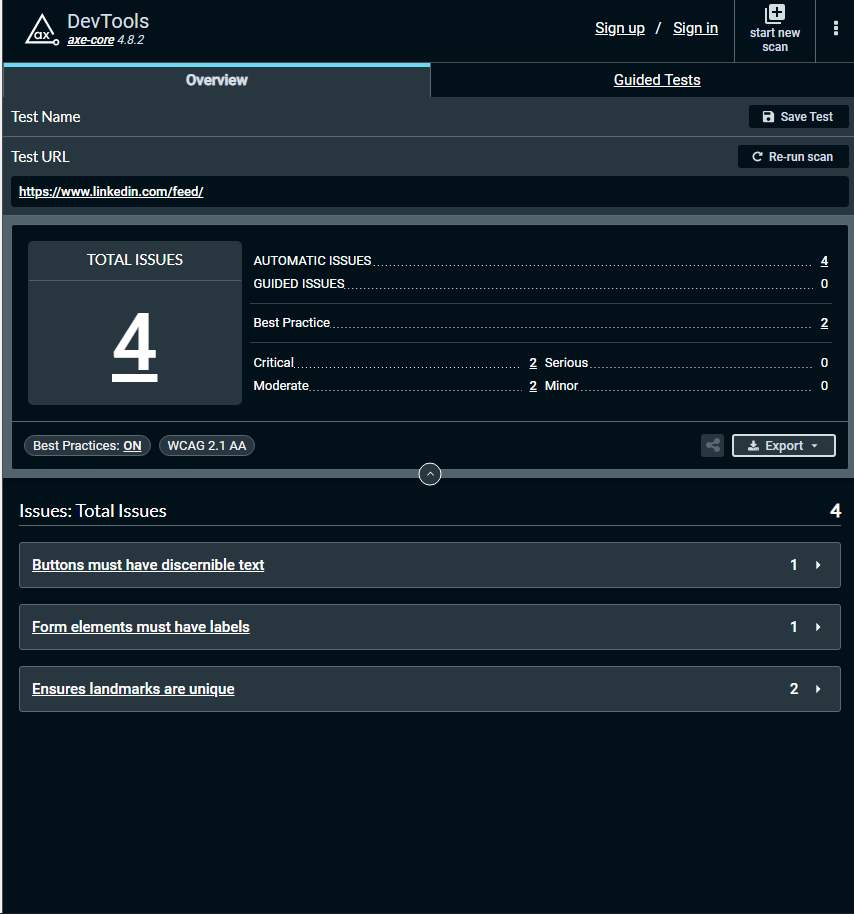 DevTools
ax axe-core 4.8.2
Sign up / Sign in
start new
scan
Overview
Guided Tests
Test Name
Save Test
Test URL
Re-run scan
https://www.linkedin.com/feed/
TOTAL ISSUES
4
AUTOMATIC ISSUES 4
GUIDED ISSUES 0
Best Practice 2
Critical 2 Serious 0
Moderate 2 Minor 0
Best Practices: ON WCAG 2.1 AA
Export
Issues: Total Issues 4
Buttons must have discernible text 1
Form elements must have labels 1
Ensures landmarks are unique 2